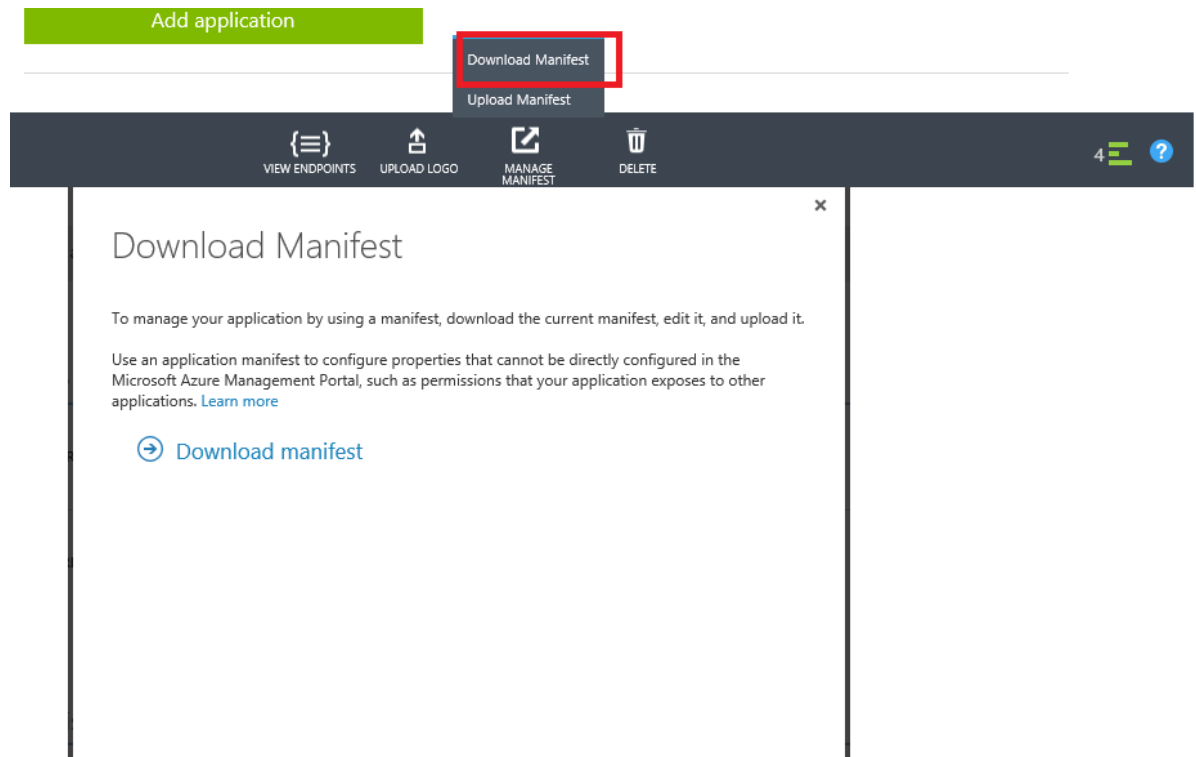 Add application
Download Manifest
Upload Manifest
VIEW ENDPOINTS
UPLOAD LOGO
MANAGE
MANIFEST
DELETE
4
?
×
Download Manifest
To manage your application by using a manifest, download the current manifest, edit it, and upload it.
Use an application manifest to configure properties that cannot be directly configured in the
Microsoft Azure Management Portal, such as permissions that your application exposes to other
applications. Learn more
Download manifest